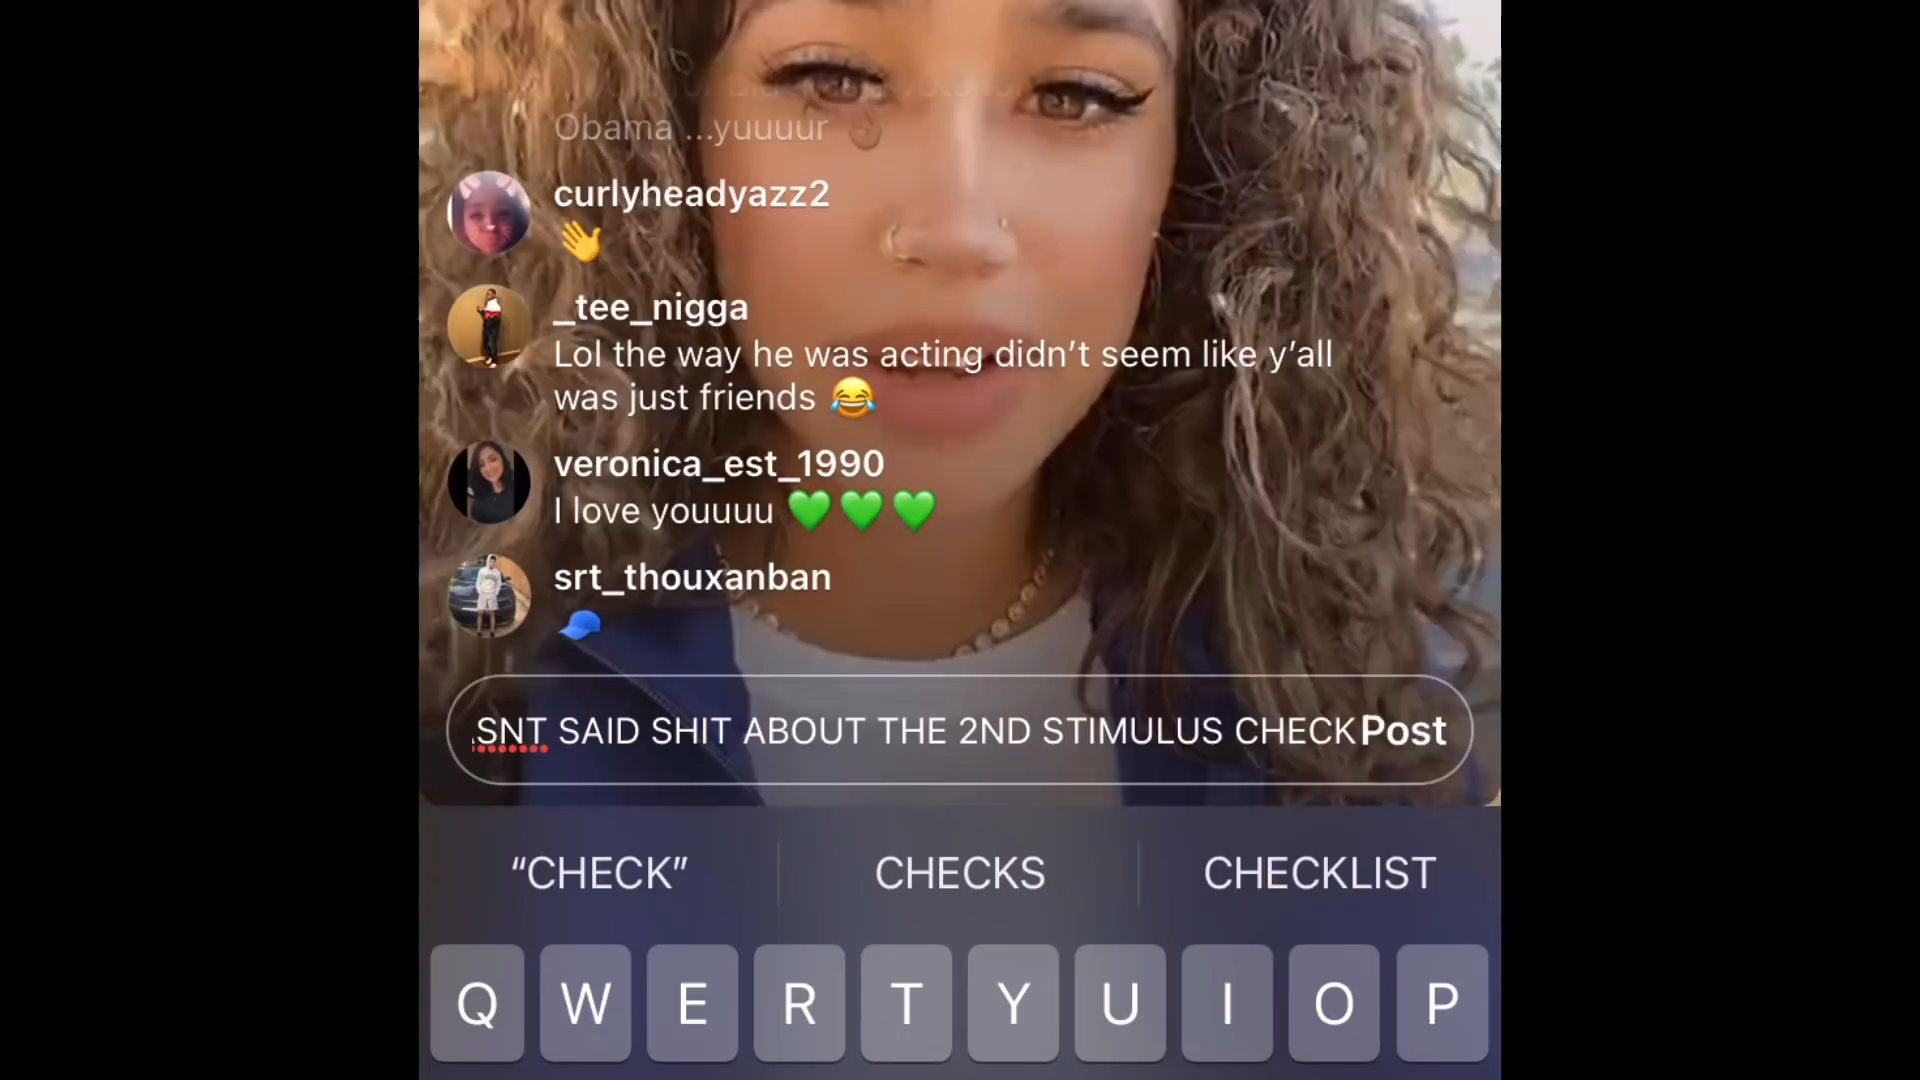 Obama ...yuuuur
curlyheadyazz2
👋
_tee_nigga
Lol the way he was acting didn’t seem like y’all
was just friends 😂
veronica_est_1990
I love youuuu 💚💚💚
srt_thouxanban
🧢
SNT SAID SHIT ABOUT THE 2ND STIMULUS CHECK Post
“CHECK” CHECKS CHECKLIST
Q W E R T Y U I O P